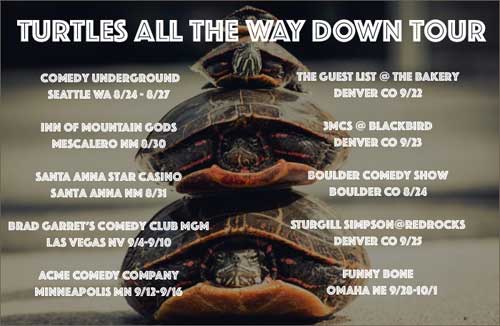 TURTLES ALL THE WAY DOWN TOUR
COMEDY UNDERGROUND
SEATTLE WA 8/24 - 8/27
INN OF MOUNTAIN GODS
MESCALERO NM 8/30
SANTA ANNA STAR CASINO
SANTA ANNA NM 8/31
BRAD GARRET'S COMEDY CLUB MGM
LAS VEGAS NV 9/4-9/10
ACME COMEDY COMPANY
MINNEAPOLIS MN 9/12-9/16
THE GUEST LIST @ THE BAKERY
DENVER CO 9/22
3MCS @ BLACKBIRD
DENVER CO 9/23
BOULDER COMEDY SHOW
BOULDER CO 8/24
STURGILL SIMPSON@REDROCKS
DENVER CO 9/25
FUNNY BONE
OMAHA NE 9/28-10/1